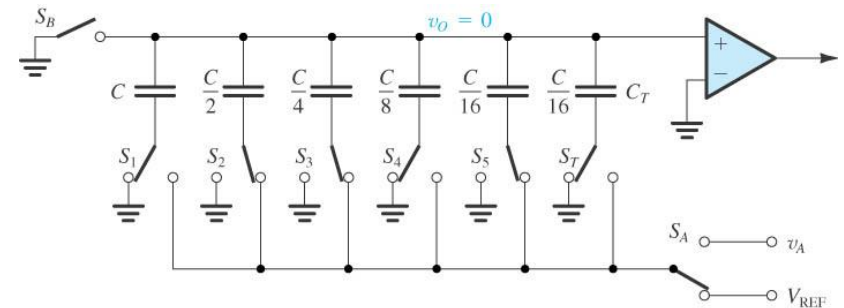 S_B
v_O = 0
+
−
C
C/2
C/4
C/8
C/16
C/16
C_T
S_1
S_2
S_3
S_4
S_5
S_T
S_A
v_A
V_REF